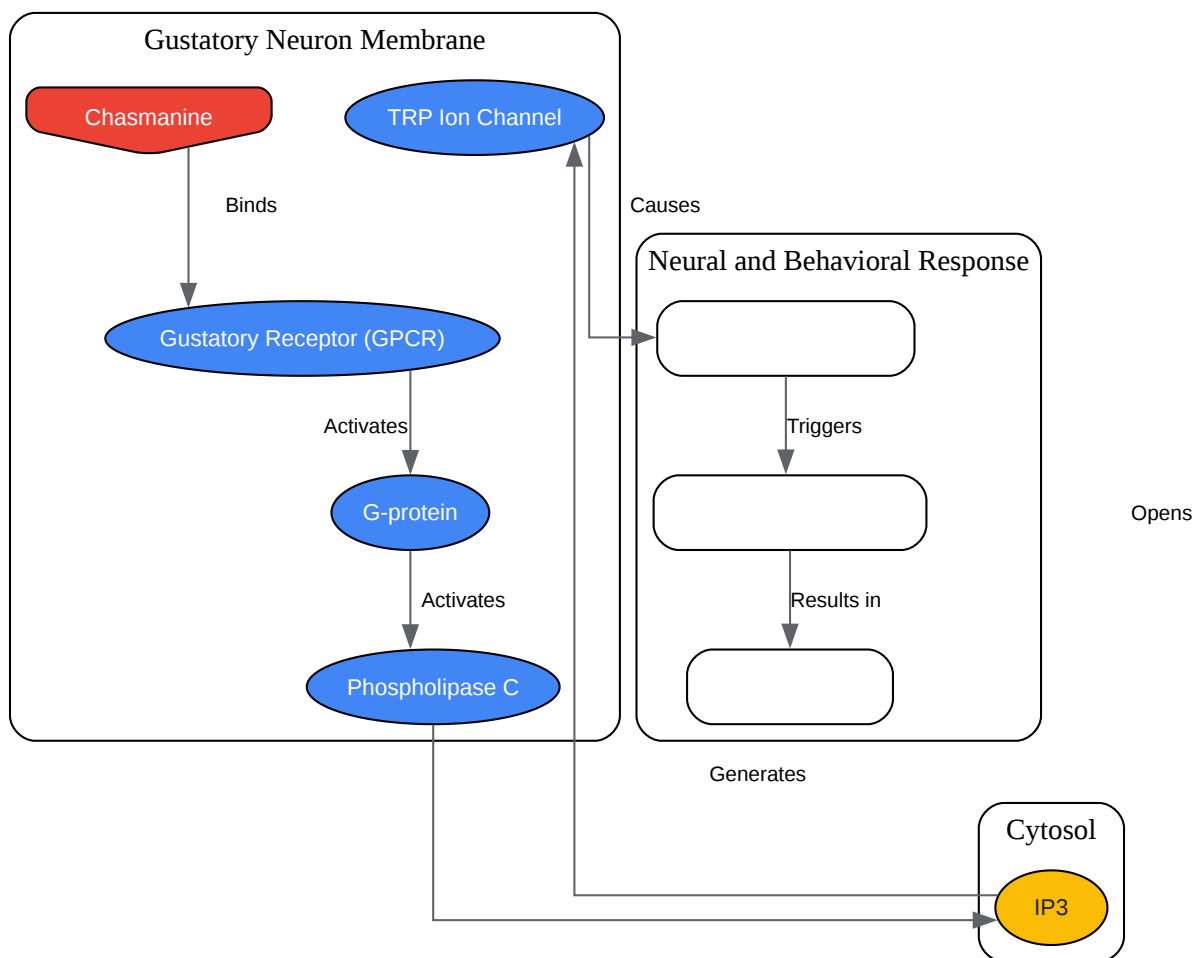 Gustatory Neuron Membrane
Chasmanine
TRP Ion Channel
Binds
Causes
Neural and Behavioral Response
Gustatory Receptor (GPCR)
Activates
Triggers
G-protein
Opens
Activates
Results in
Phospholipase C
Generates
Cytosol
IP3